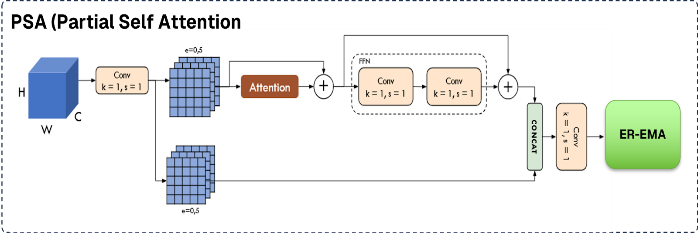 PSA (Partial Self Attention
e=0,5
H
W
C
Conv
k = 1, s = 1
Attention
+
FFN
Conv
k = 1, s = 1
Conv
k = 1, s = 1
+
CONCAT
Conv
k = 1, s = 1
ER-EMA
e=0,5